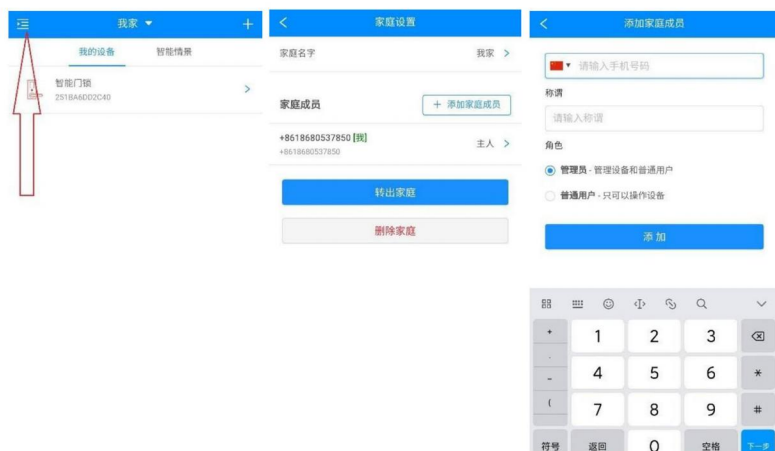 我家
我的设备
智能情景
智能门锁
251BA6DD2C40
家庭设置
家庭名字
我家
家庭成员
+ 添加家庭成员
+8618680537850 [我]
+8618680537850
主人
转出家庭
删除家庭
添加家庭成员
请输入手机号码
称谓
请输入称谓
角色
管理员 - 管理设备和普通用户
普通用户 - 只可以操作设备
添 加
+
1 2 3
.
-
4 5 6 *
(
7 8 9 #
符号 返回 0 空格 下一步